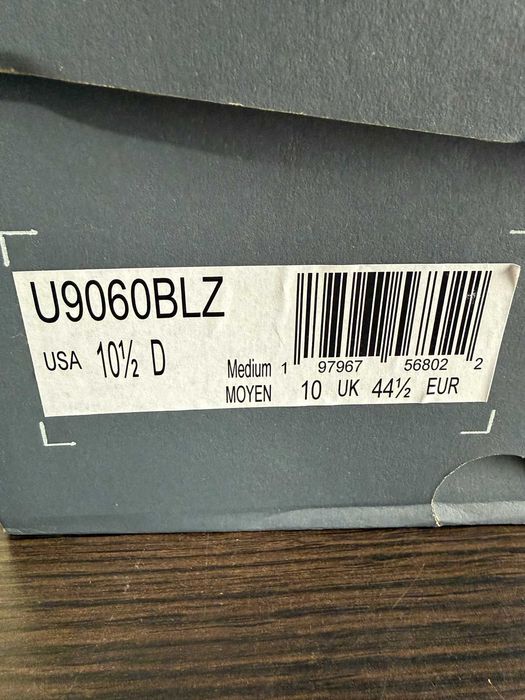 U9060BLZ
USA 10½ D
Medium 1 97967 56802 2
MOYEN 10 UK 44½ EUR